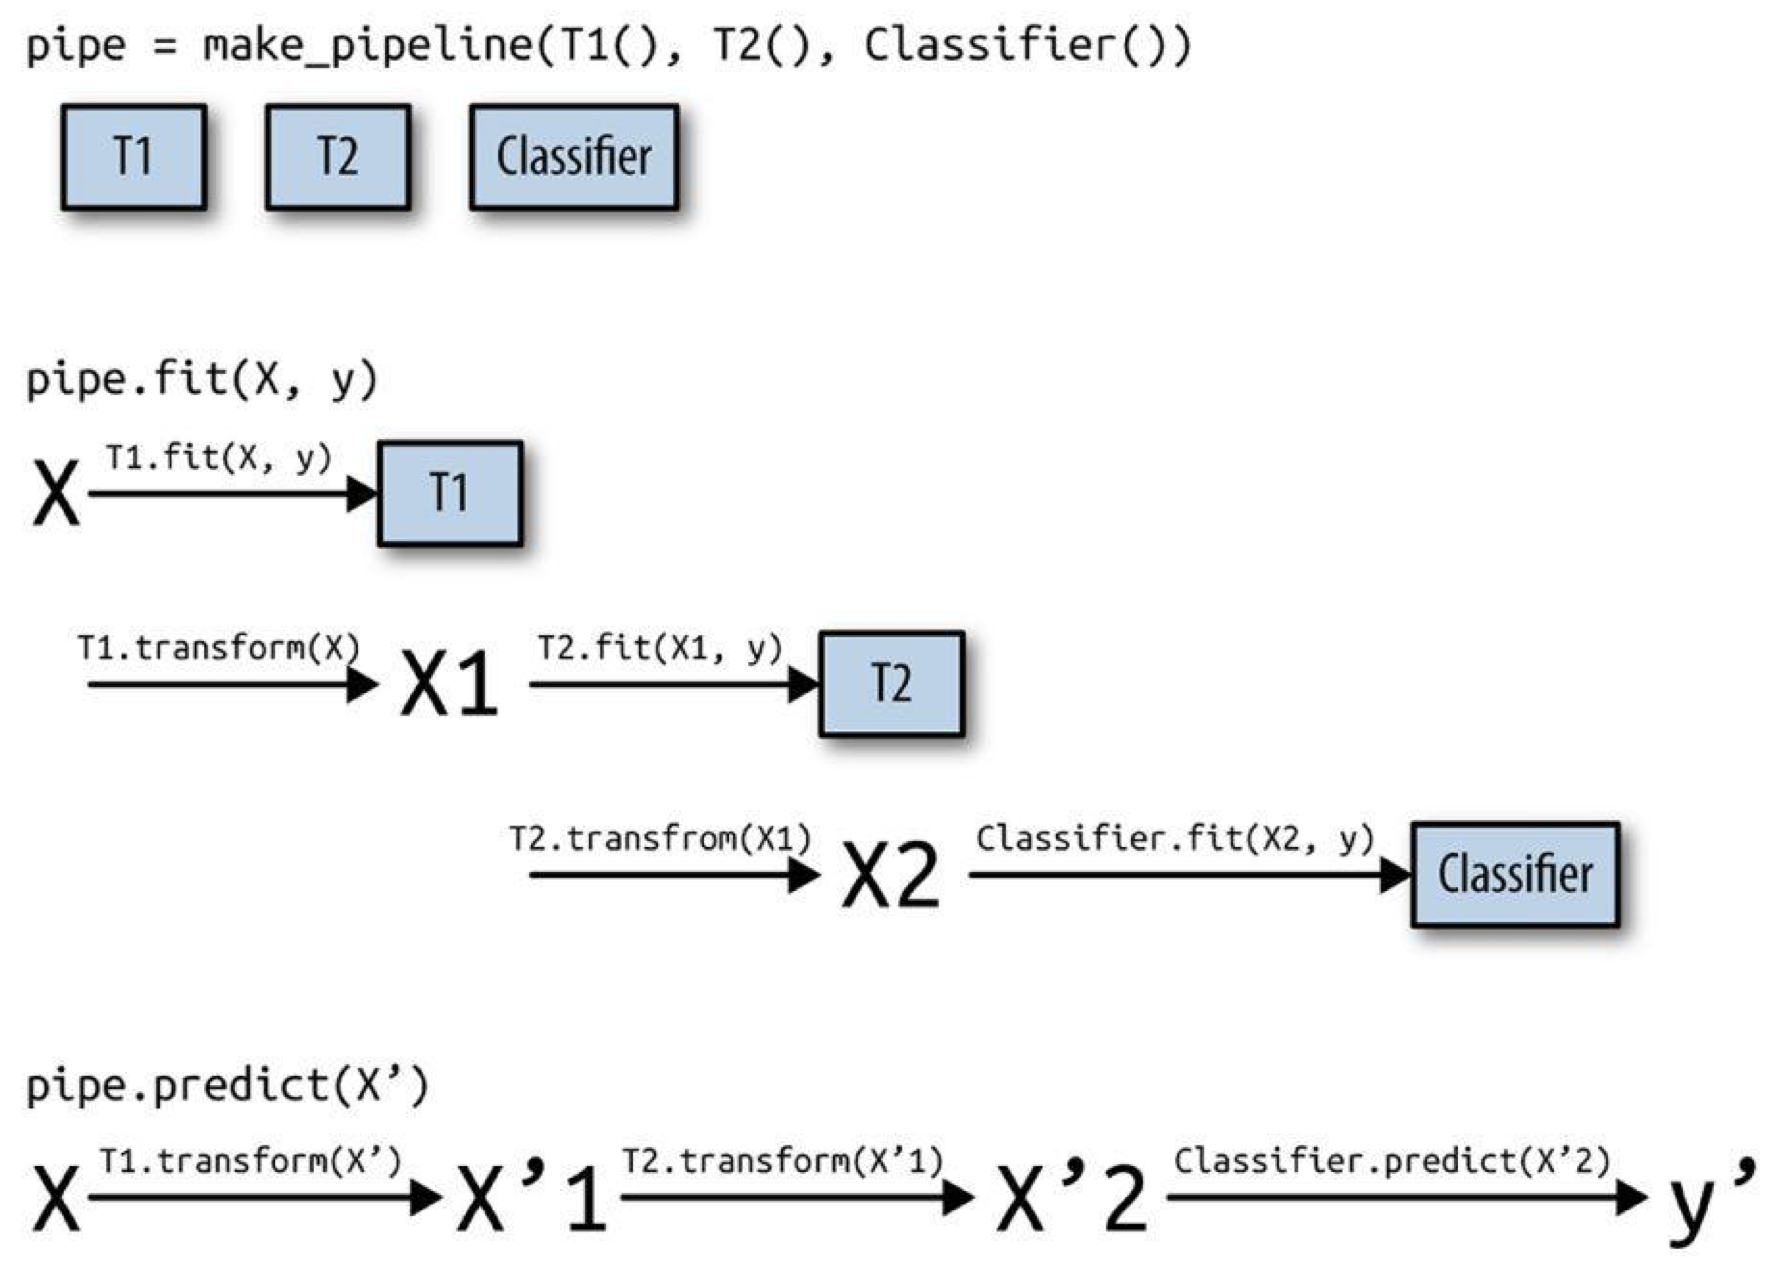 pipe = make_pipeline(T1(), T2(), Classifier())
T1 T2 Classifier
pipe.fit(X, y)
T1.fit(X, y)
X T1
T1.transform(X) T2.fit(X1, y)
X1 T2
T2.transfrom(X1) Classifier.fit(X2, y)
X2 Classifier
pipe.predict(X’)
T1.transform(X’) T2.transform(X’1) Classifier.predict(X’2)
X X’1 X’2 y’